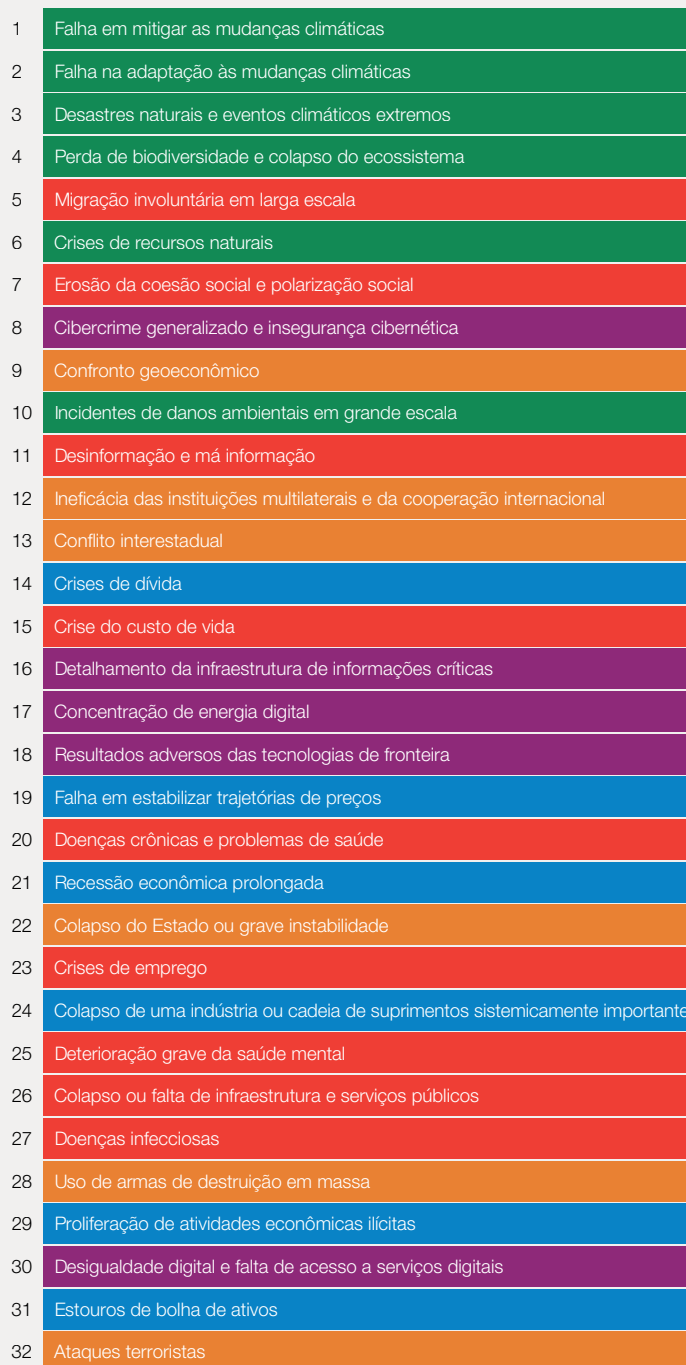 1 Falha em mitigar as mudanças climáticas
2 Falha na adaptação às mudanças climáticas
3 Desastres naturais e eventos climáticos extremos
4 Perda de biodiversidade e colapso do ecossistema
5 Migração involuntária em larga escala
6 Crises de recursos naturais
7 Erosão da coesão social e polarização social
8 Cibercrime generalizado e insegurança cibernética
9 Confronto geoeconômico
10 Incidentes de danos ambientais em grande escala
11 Desinformação e má informação
12 Ineficácia das instituições multilaterais e da cooperação internacional
13 Conflito interestadual
14 Crises de dívida
15 Crise do custo de vida
16 Detalhamento da infraestrutura de informações críticas
17 Concentração de energia digital
18 Resultados adversos das tecnologias de fronteira
19 Falha em estabilizar trajetórias de preços
20 Doenças crônicas e problemas de saúde
21 Recessão econômica prolongada
22 Colapso do Estado ou grave instabilidade
23 Crises de emprego
24 Colapso de uma indústria ou cadeia de suprimentos sistemicamente importante
25 Deterioração grave da saúde mental
26 Colapso ou falta de infraestrutura e serviços públicos
27 Doenças infecciosas
28 Uso de armas de destruição em massa
29 Proliferação de atividades econômicas ilícitas
30 Desigualdade digital e falta de acesso a serviços digitais
31 Estouros de bolha de ativos
32 Ataques terroristas